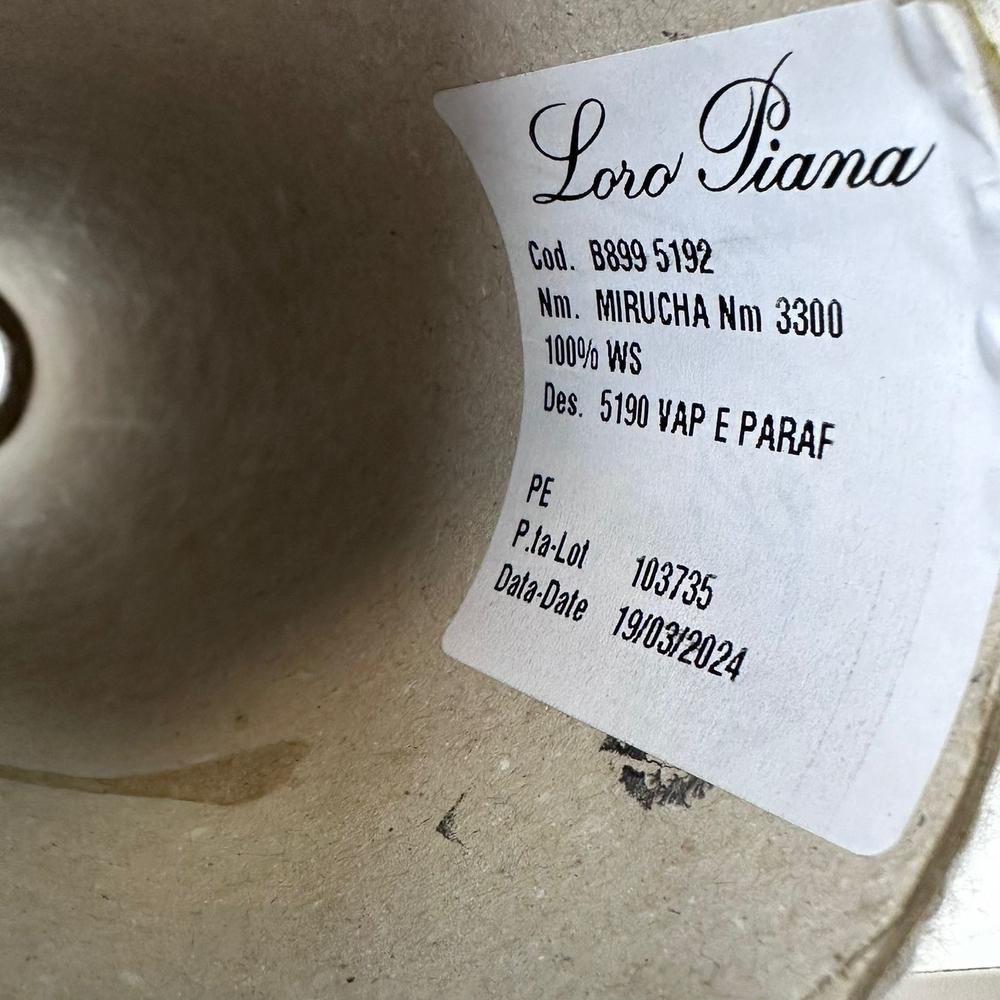 Loro Piana
Cod. B899 5192
Nm. MIRUCHA Nm 3300
100% WS
Des. 5190 VAP E PARAF
PE
P.ta-Lot 103735
Data-Date 19/03/2024